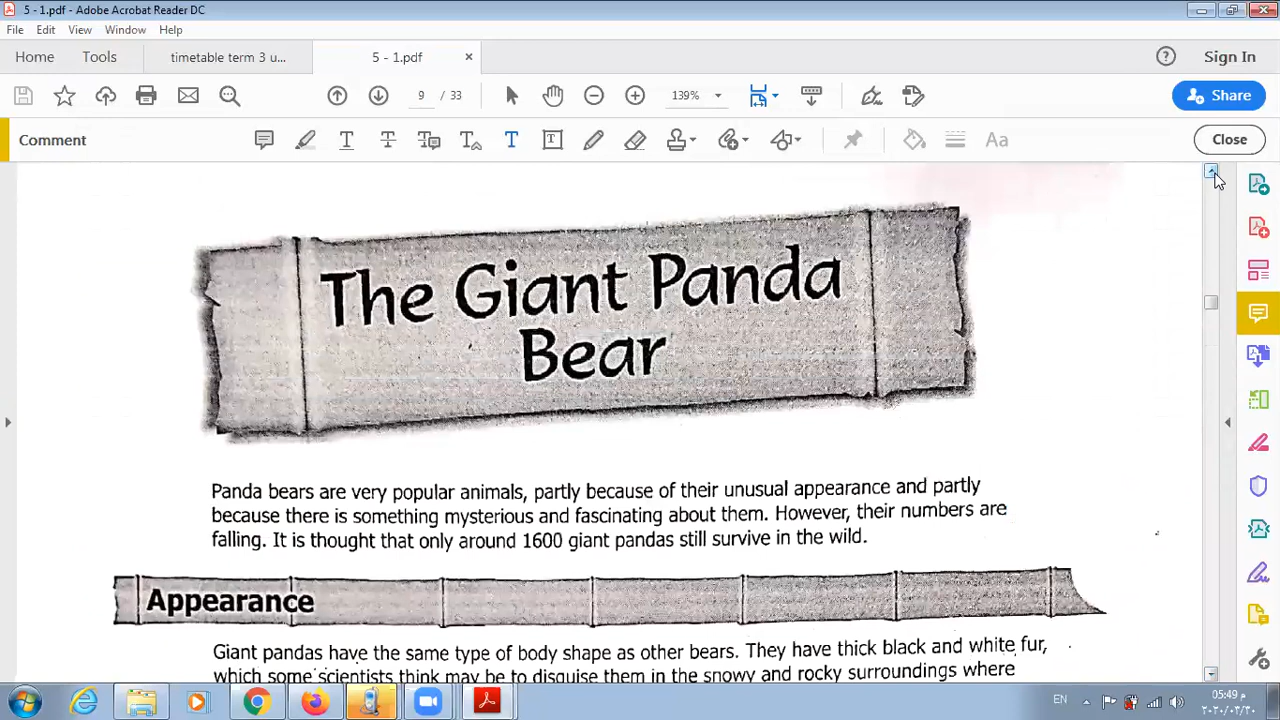 5 - 1.pdf - Adobe Acrobat Reader DC
File Edit View Window Help
Home Tools timetable term 3 u... 5 - 1.pdf × Sign In
9 / 33 139% Share
Comment Aa Close
The Giant Panda
Bear
Panda bears are very popular animals, partly because of their unusual appearance and partly
because there is something mysterious and fascinating about them. However, their numbers are
falling. It is thought that only around 1600 giant pandas still survive in the wild.
Appearance
Giant pandas have the same type of body shape as other bears. They have thick black and white fur,
which some scientists think may be to disguise them in the snowy and rocky surroundings where
EN
05:49 م
٢٠٢٠/٠٣/٣٠